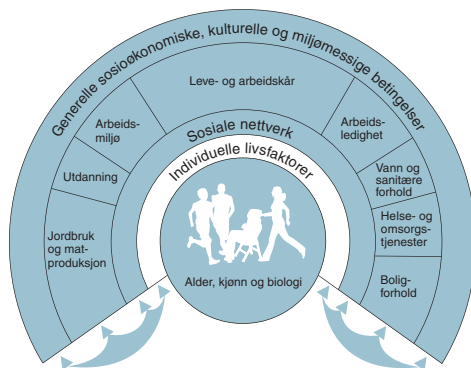 Generelle sosioøkonomiske, kulturelle og miljømessige betingelser
Leve- og arbeidskår
Arbeids-
miljø
Arbeids-
ledighet
Sosiale nettverk
Individuelle livsfaktorer
Utdanning
Vann og
sanitære
forhold
Jordbruk
og mat-
produksjon
Helse- og
omsorgs-
tjenester
Bolig-
forhold
Alder, kjønn og biologi